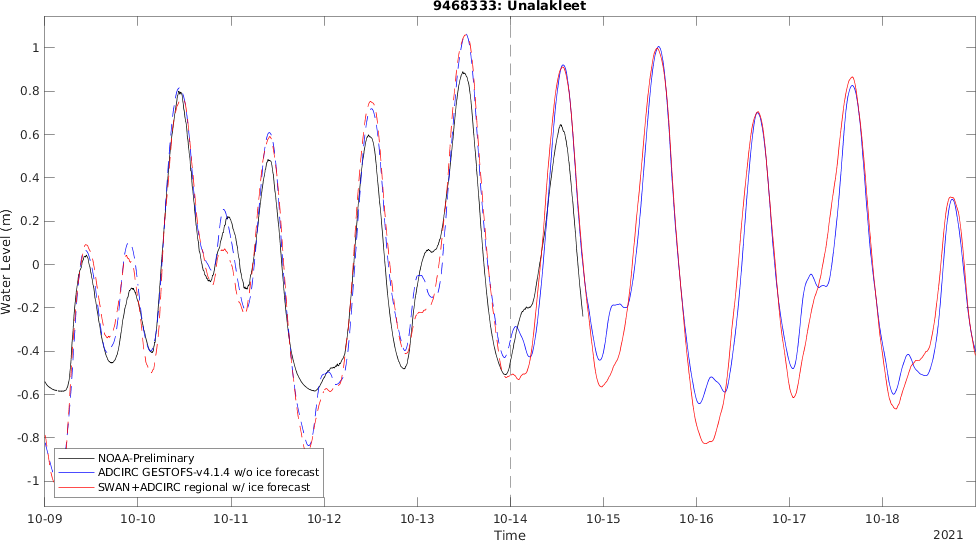 9468333: Unalakleet
Water Level (m)
1
0.8
0.6
0.4
0.2
0
-0.2
-0.4
-0.6
-0.8
-1
NOAA-Preliminary
ADCIRC GESTOFS-v4.1.4 w/o ice forecast
SWAN+ADCIRC regional w/ ice forecast
10-09 10-10 10-11 10-12 10-13 10-14 10-15 10-16 10-17 10-18
Time
2021